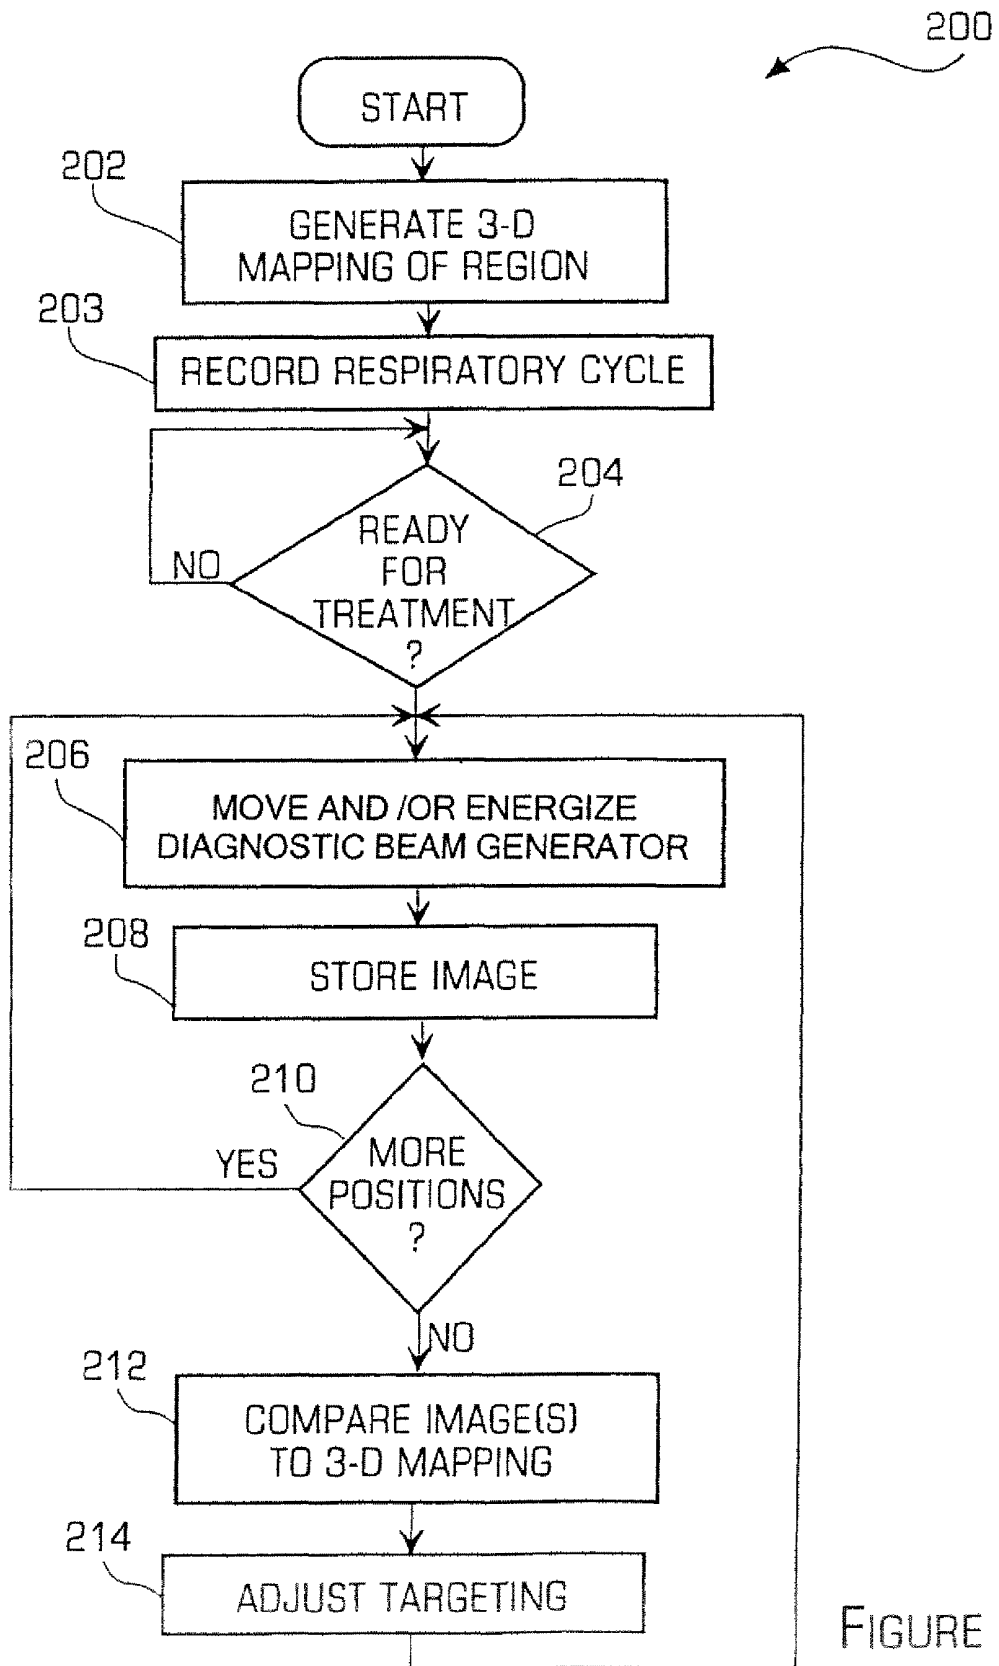 200
START
202
GENERATE 3-D
MAPPING OF REGION
203
RECORD RESPIRATORY CYCLE
204
READY
FOR
TREATMENT
?
NO
206
MOVE AND /OR ENERGIZE
DIAGNOSTIC BEAM GENERATOR
208
STORE IMAGE
210
MORE
POSITIONS
?
YES
NO
212
COMPARE IMAGE(S)
TO 3-D MAPPING
214
ADJUST TARGETING
FIGURE